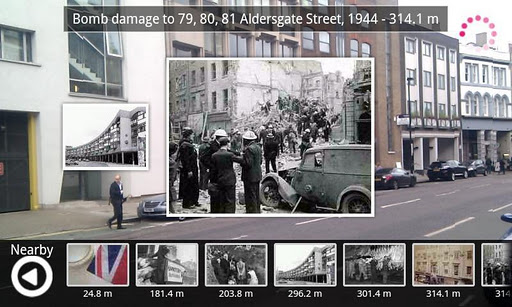 Bomb damage to 79, 80, 81 Aldersgate Street, 1944 - 314.1 m
Nearby
24.8 m
181.4 m
203.8 m
296.2 m
301.4 m
314.1 m
314